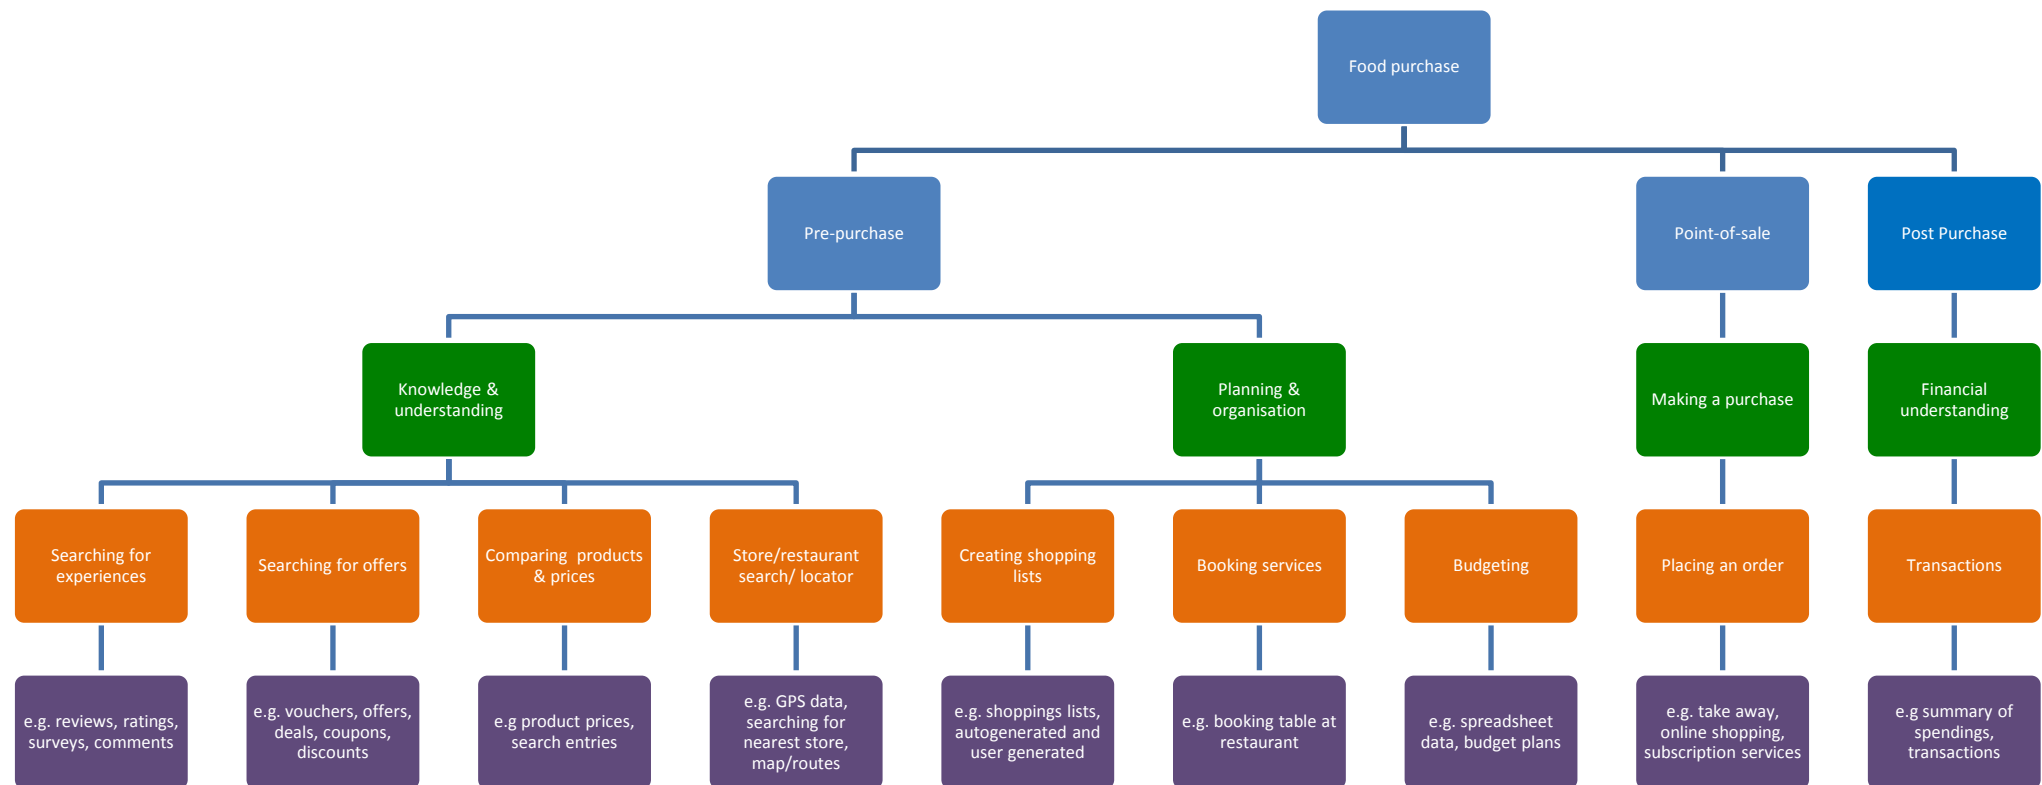 Food purchase
Pre-purchase
Point-of-sale
Post Purchase
Knowledge &
understanding
Planning &
organisation
Making a purchase
Financial
understanding
Searching for
experiences
Searching for offers
Comparing  products
& prices
Store/restaurant
search/ locator
Creating shopping
lists
Booking services
Budgeting
Placing an order
Transactions
e.g. reviews, ratings,
surveys, comments
e.g. vouchers, offers,
deals, coupons,
discounts
e.g product prices,
search entries
e.g. GPS data,
searching for
nearest store,
map/routes
e.g. shoppings lists,
autogenerated and
user generated
e.g. booking table at
restaurant
e.g. spreadsheet
data, budget plans
e.g. take away,
online shopping,
subscription services
e.g summary of
spendings,
transactions